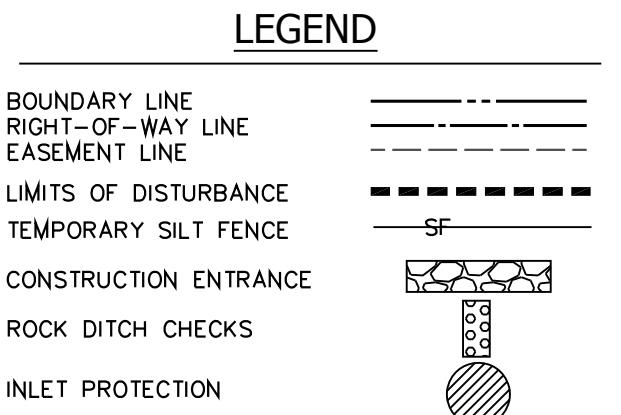 LEGEND
BOUNDARY LINE
RIGHT-OF-WAY LINE
EASEMENT LINE
LIMITS OF DISTURBANCE
TEMPORARY SILT FENCE SF
CONSTRUCTION ENTRANCE
ROCK DITCH CHECKS
INLET PROTECTION